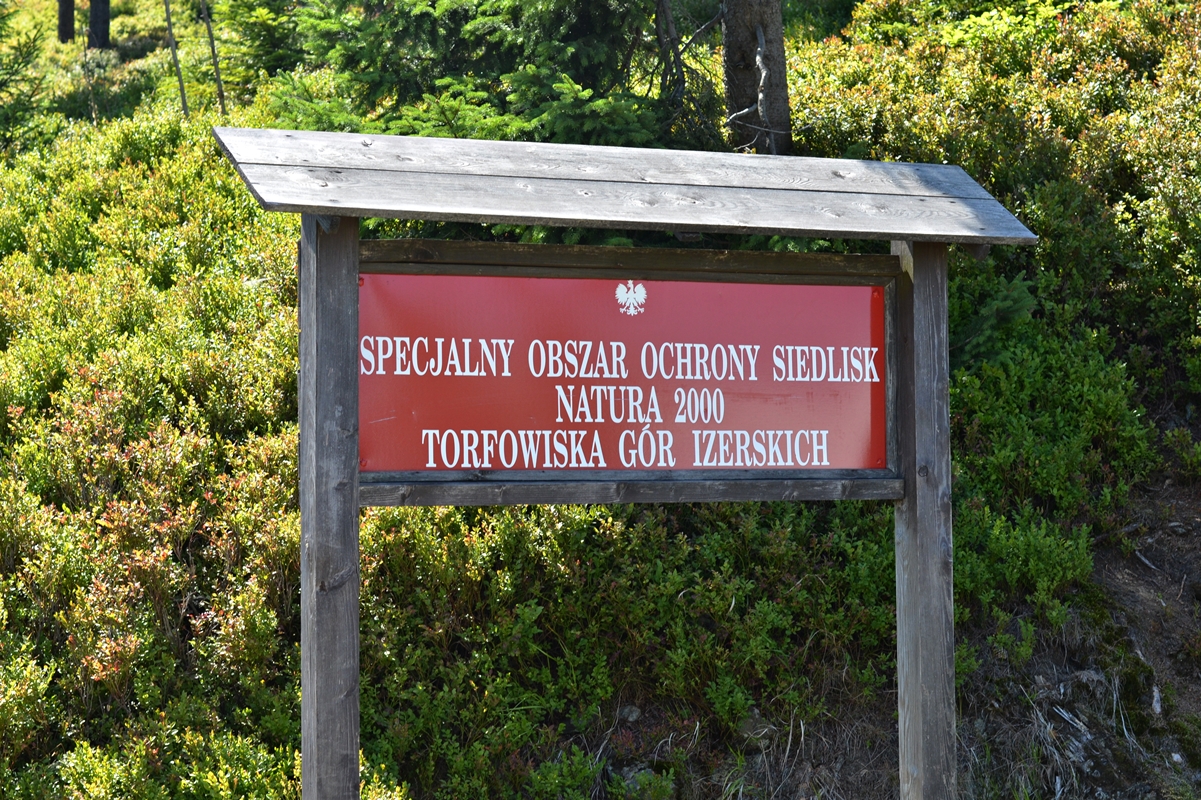 SPECJALNY OBSZAR OCHRONY SIEDLISK
NATURA 2000
TORFOWISKA GÓR IZERSKICH